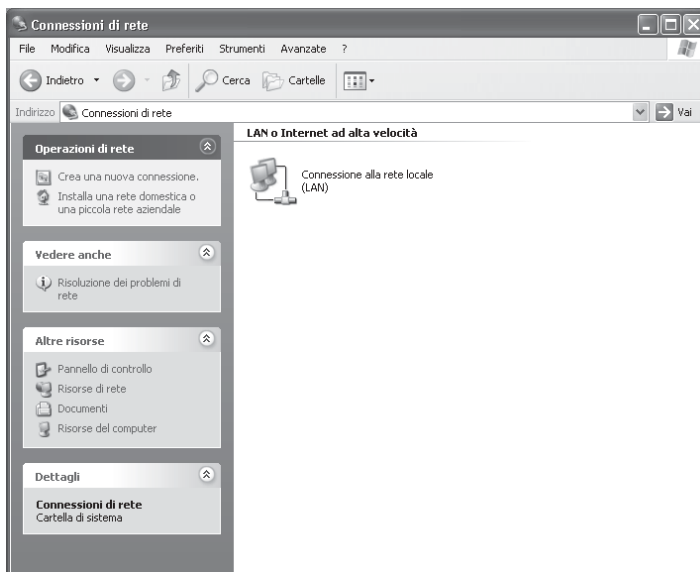 Connessioni di rete
File Modifica Visualizza Preferiti Strumenti Avanzate ?
Indietro Cerca Cartelle
Indirizzo Connessioni di rete Vai
Operazioni di rete
Crea una nuova connessione.
Installa una rete domestica o
una piccola rete aziendale
Vedere anche
Risoluzione dei problemi di
rete
Altre risorse
Pannello di controllo
Risorse di rete
Documenti
Risorse del computer
Dettagli
Connessioni di rete
Cartella di sistema
LAN o Internet ad alta velocità
Connessione alla rete locale
(LAN)